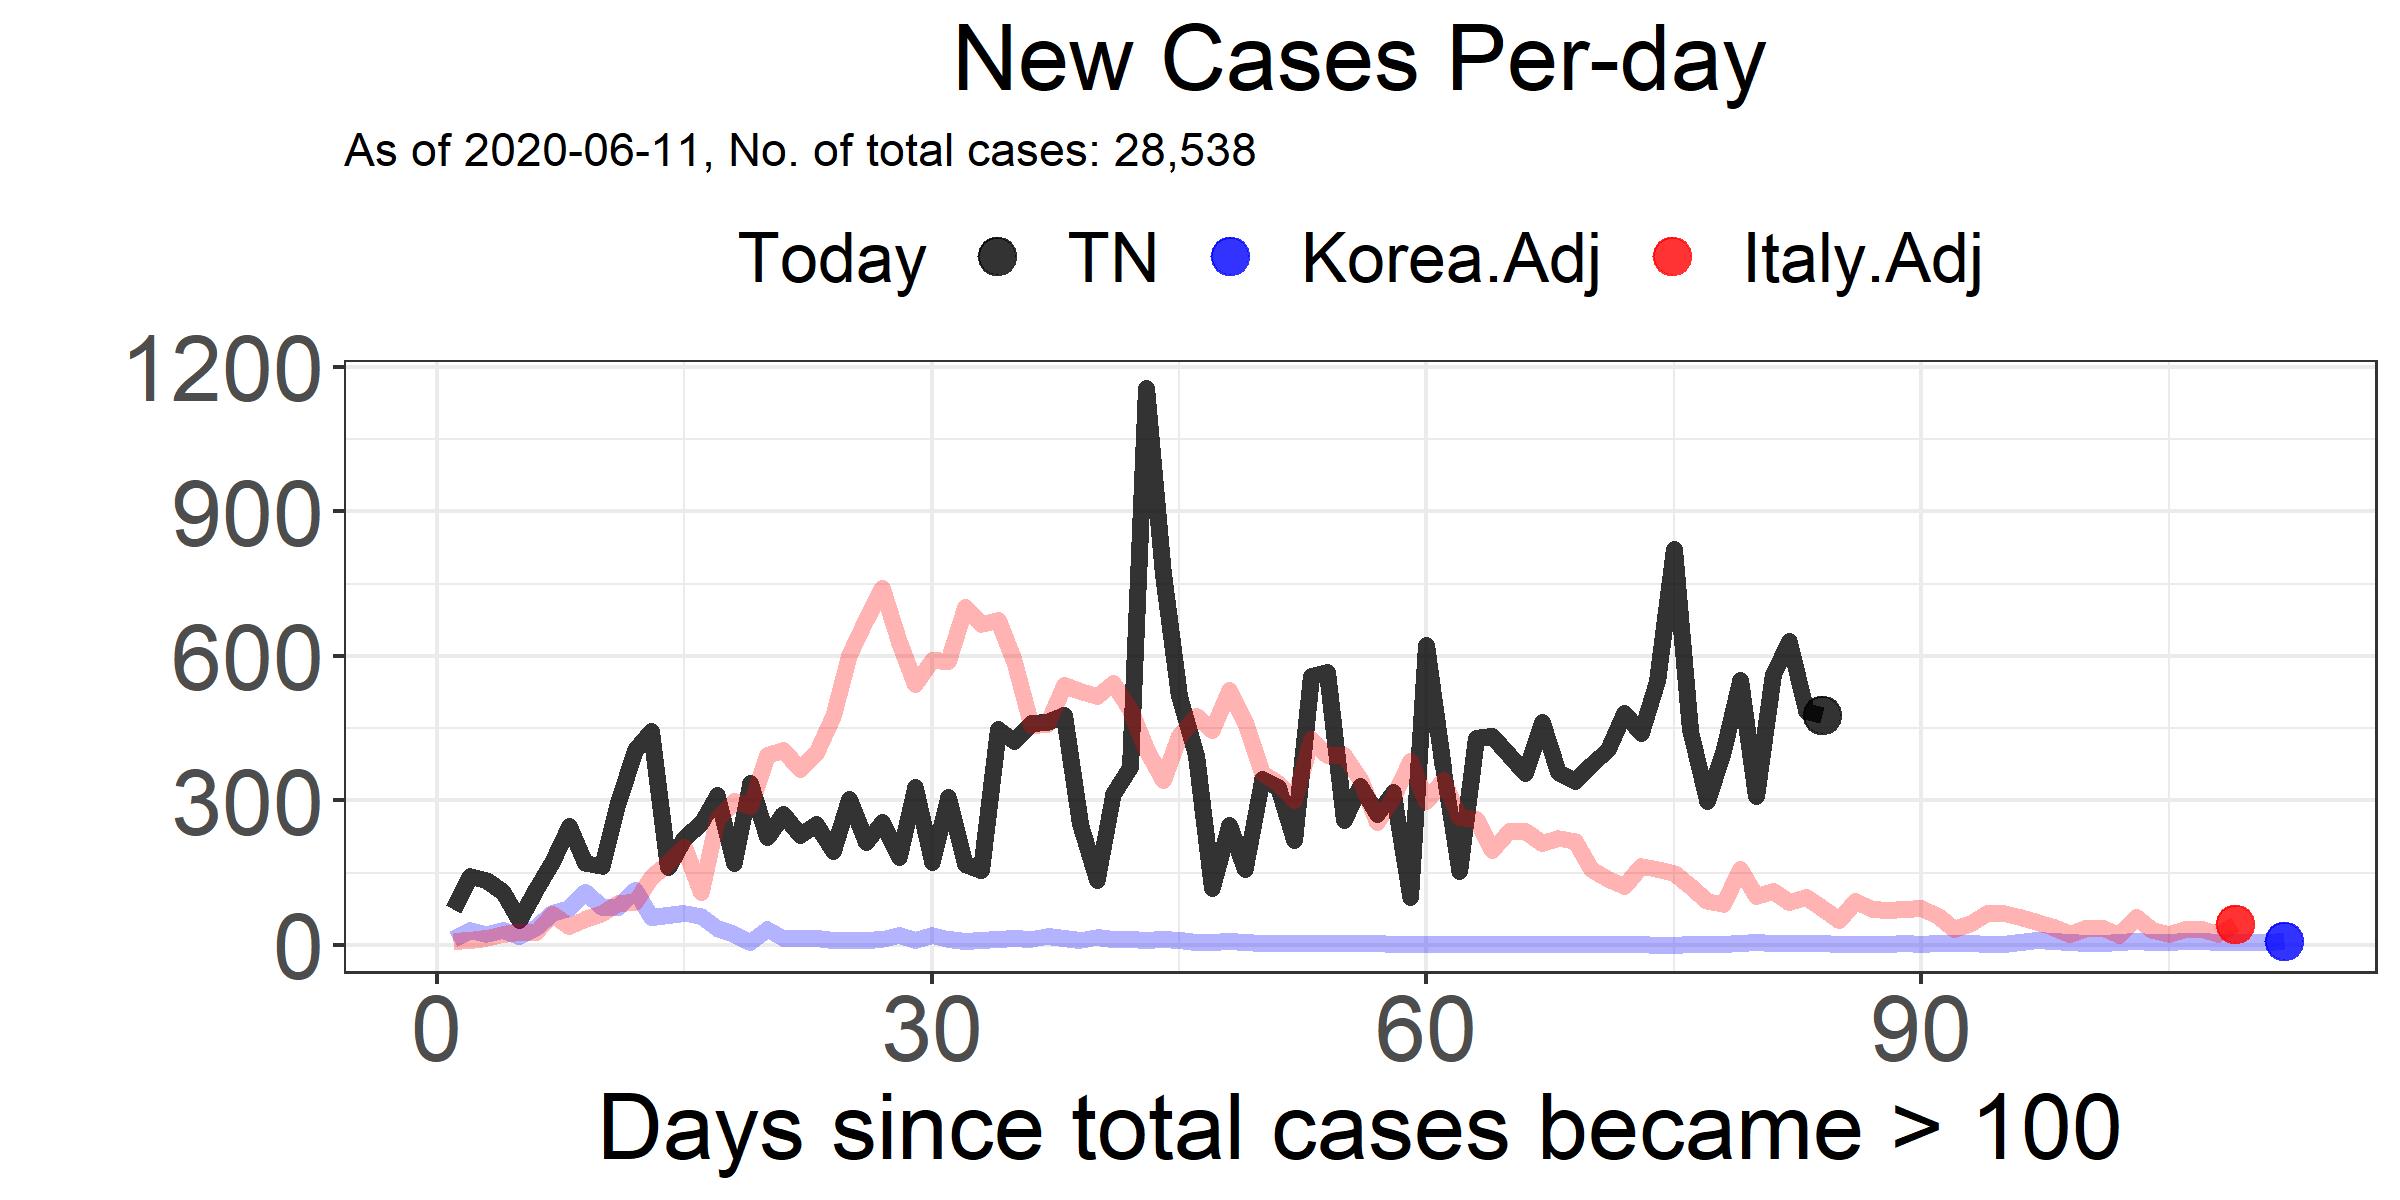 New Cases Per-day
As of 2020-06-11, No. of total cases: 28,538
Today TN Korea.Adj Italy.Adj
1200
900
600
300
0
0 30 60 90
Days since total cases became > 100